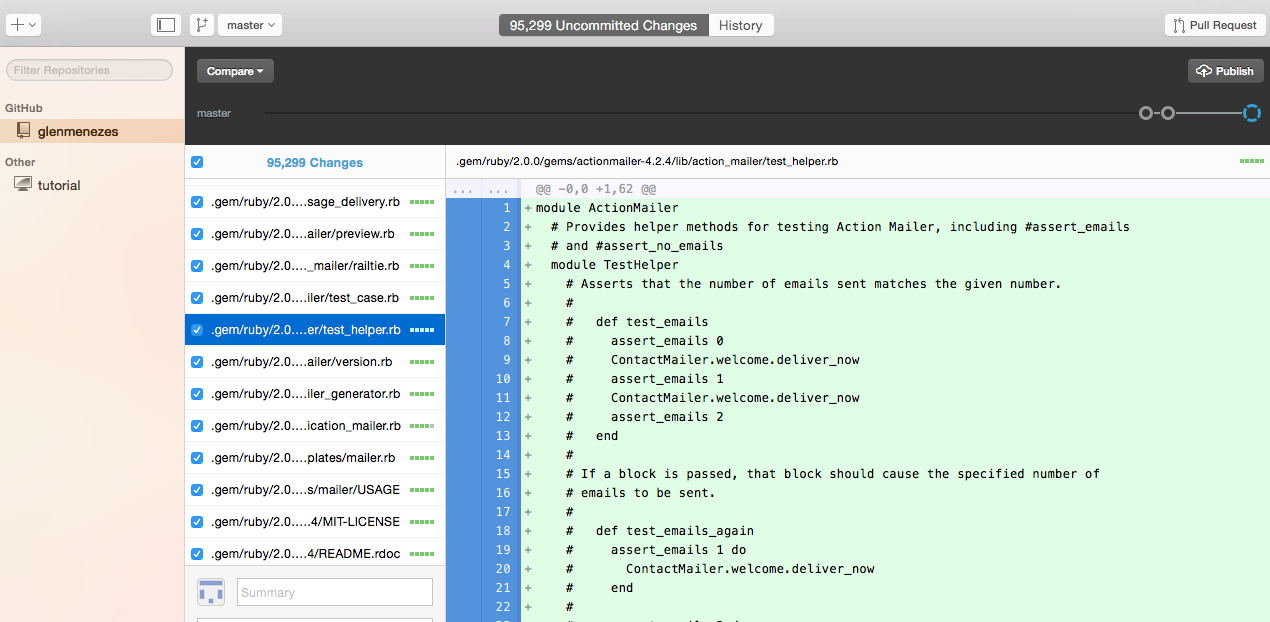 master
95,299 Uncommitted Changes
History
Pull Request
Filter Repositories
GitHub
glenmenezes
Other
tutorial
Compare
Publish
master
95,299 Changes
.gem/ruby/2.0....sage_delivery.rb
.gem/ruby/2.0....ailer/preview.rb
.gem/ruby/2.0...._mailer/railtie.rb
.gem/ruby/2.0....iler/test_case.rb
.gem/ruby/2.0....er/test_helper.rb
.gem/ruby/2.0....ailer/version.rb
.gem/ruby/2.0....iler_generator.rb
.gem/ruby/2.0....ication_mailer.rb
.gem/ruby/2.0....plates/mailer.rb
.gem/ruby/2.0....s/mailer/USAGE
.gem/ruby/2.0.....4/MIT-LICENSE
.gem/ruby/2.0....4/README.rdoc
Summary
.gem/ruby/2.0.0/gems/actionmailer-4.2.4/lib/action_mailer/test_helper.rb
... ... @@ -0,0 +1,62 @@
1 +module ActionMailer
2 +  # Provides helper methods for testing Action Mailer, including #assert_emails
3 +  # and #assert_no_emails
4 +  module TestHelper
5 +    # Asserts that the number of emails sent matches the given number.
6 +    #
7 +    #   def test_emails
8 +    #     assert_emails 0
9 +    #     ContactMailer.welcome.deliver_now
10 +    #     assert_emails 1
11 +    #     ContactMailer.welcome.deliver_now
12 +    #     assert_emails 2
13 +    #   end
14 +    #
15 +    # If a block is passed, that block should cause the specified number of
16 +    # emails to be sent.
17 +    #
18 +    #   def test_emails_again
19 +    #     assert_emails 1 do
20 +    #       ContactMailer.welcome.deliver_now
21 +    #     end
22 +    #